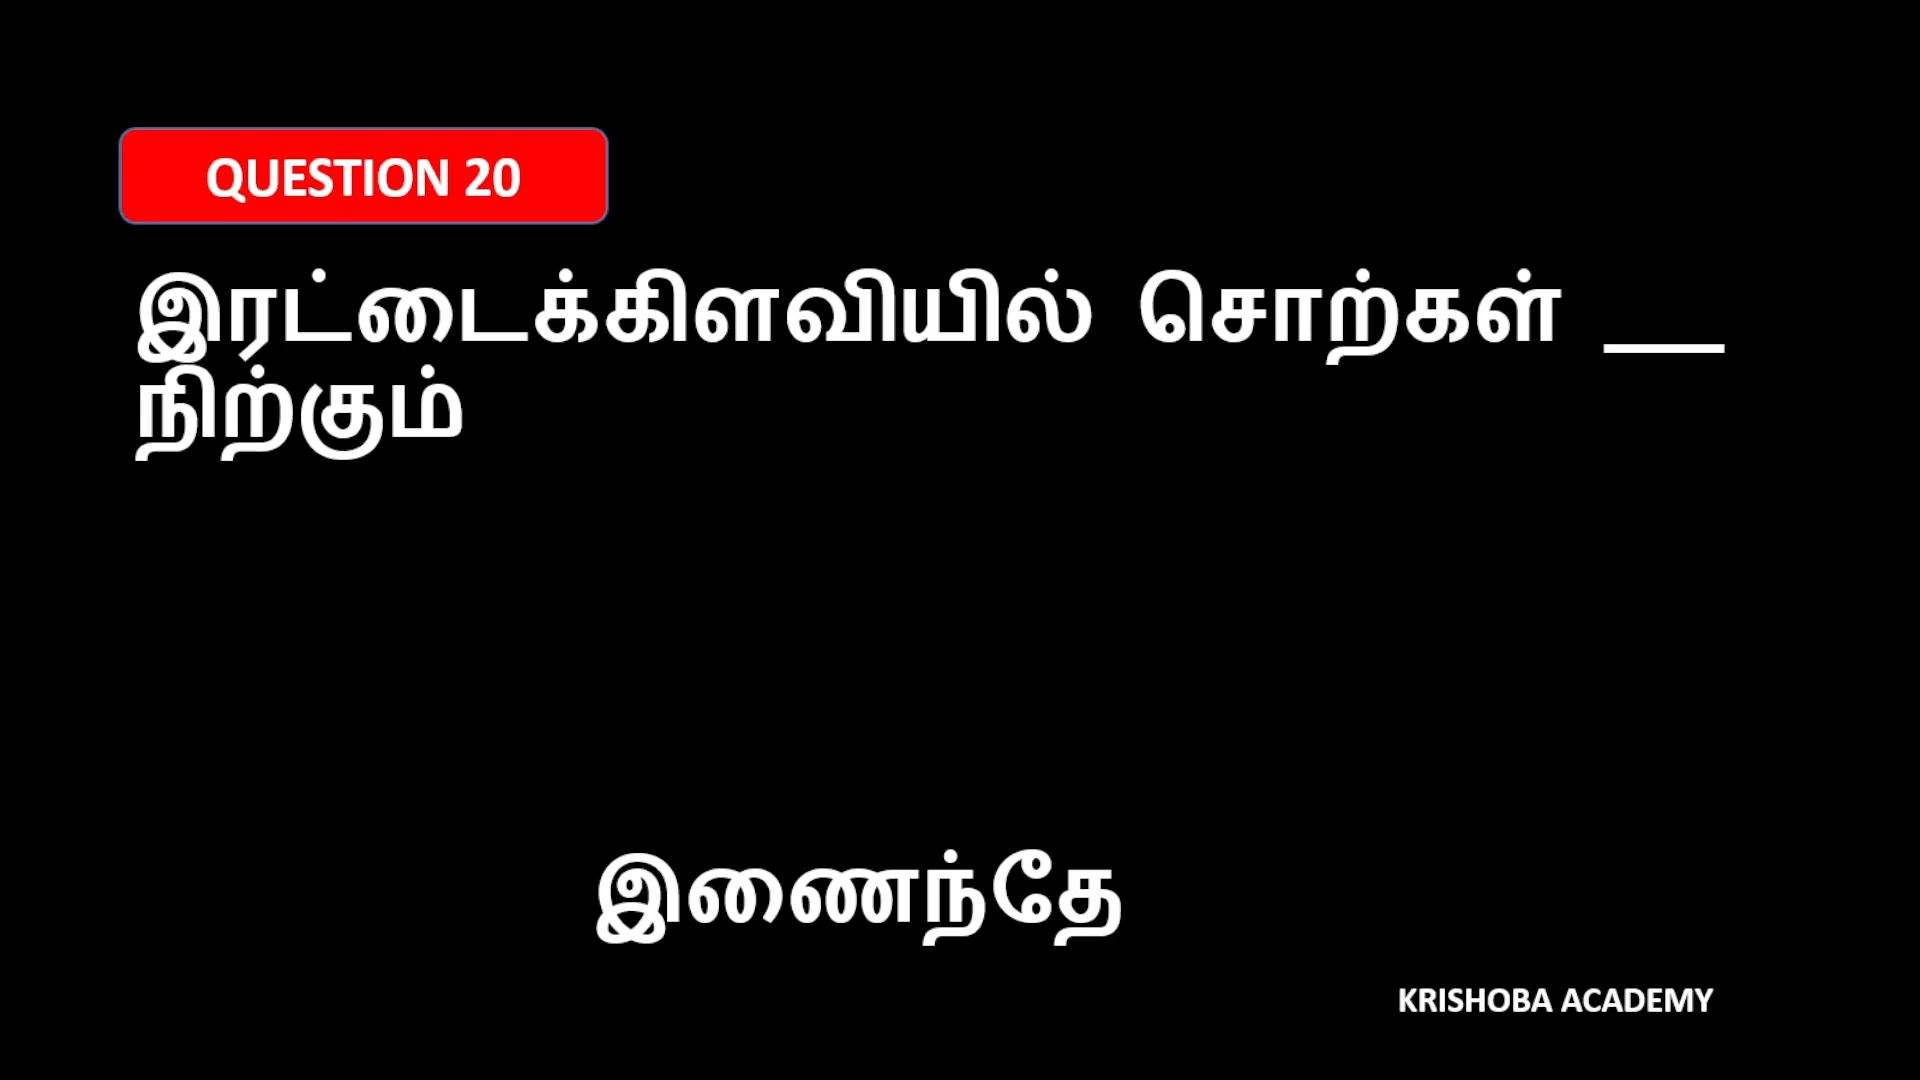 QUESTION 20
இரட்டைக்கிளவியில் சொற்கள் ___
நிற்கும்
இணைந்தே
KRISHOBA ACADEMY